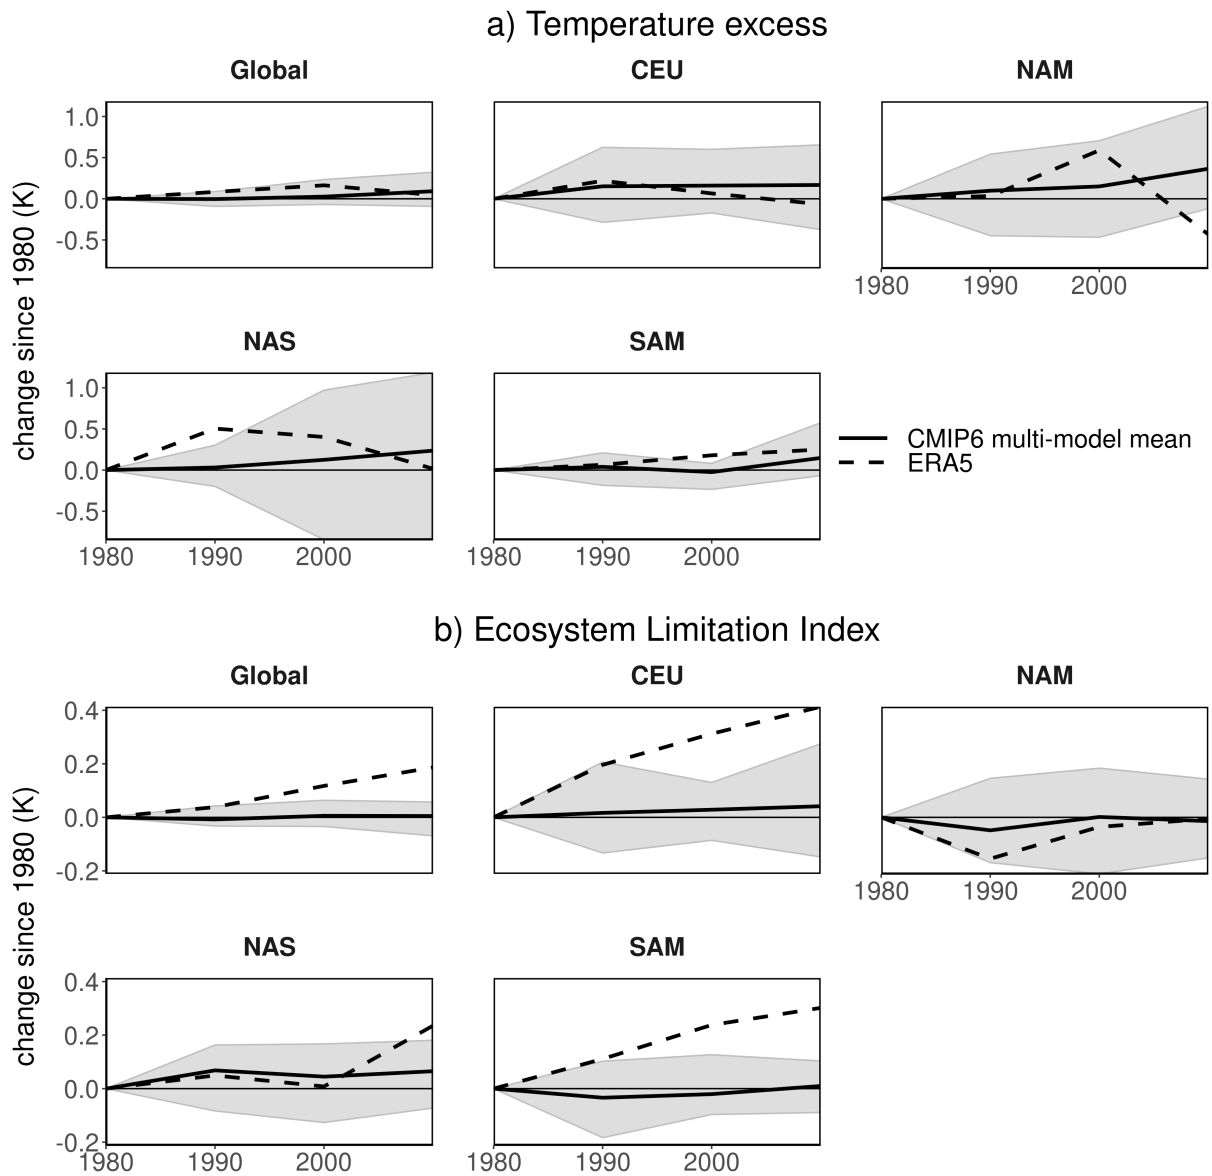 a) Temperature excess
Global CEU NAM
1.0
0.5
0.0
-0.5
1980 1990 2000
change since 1980 (K)
NAS SAM
1.0
0.5
0.0
-0.5
1980 1990 2000 1980 1990 2000
CMIP6 multi-model mean
ERA5
b) Ecosystem Limitation Index
Global CEU NAM
0.4
0.2
0.0
-0.2
1980 1990 2000
change since 1980 (K)
NAS SAM
0.4
0.2
0.0
-0.2
1980 1990 2000 1980 1990 2000